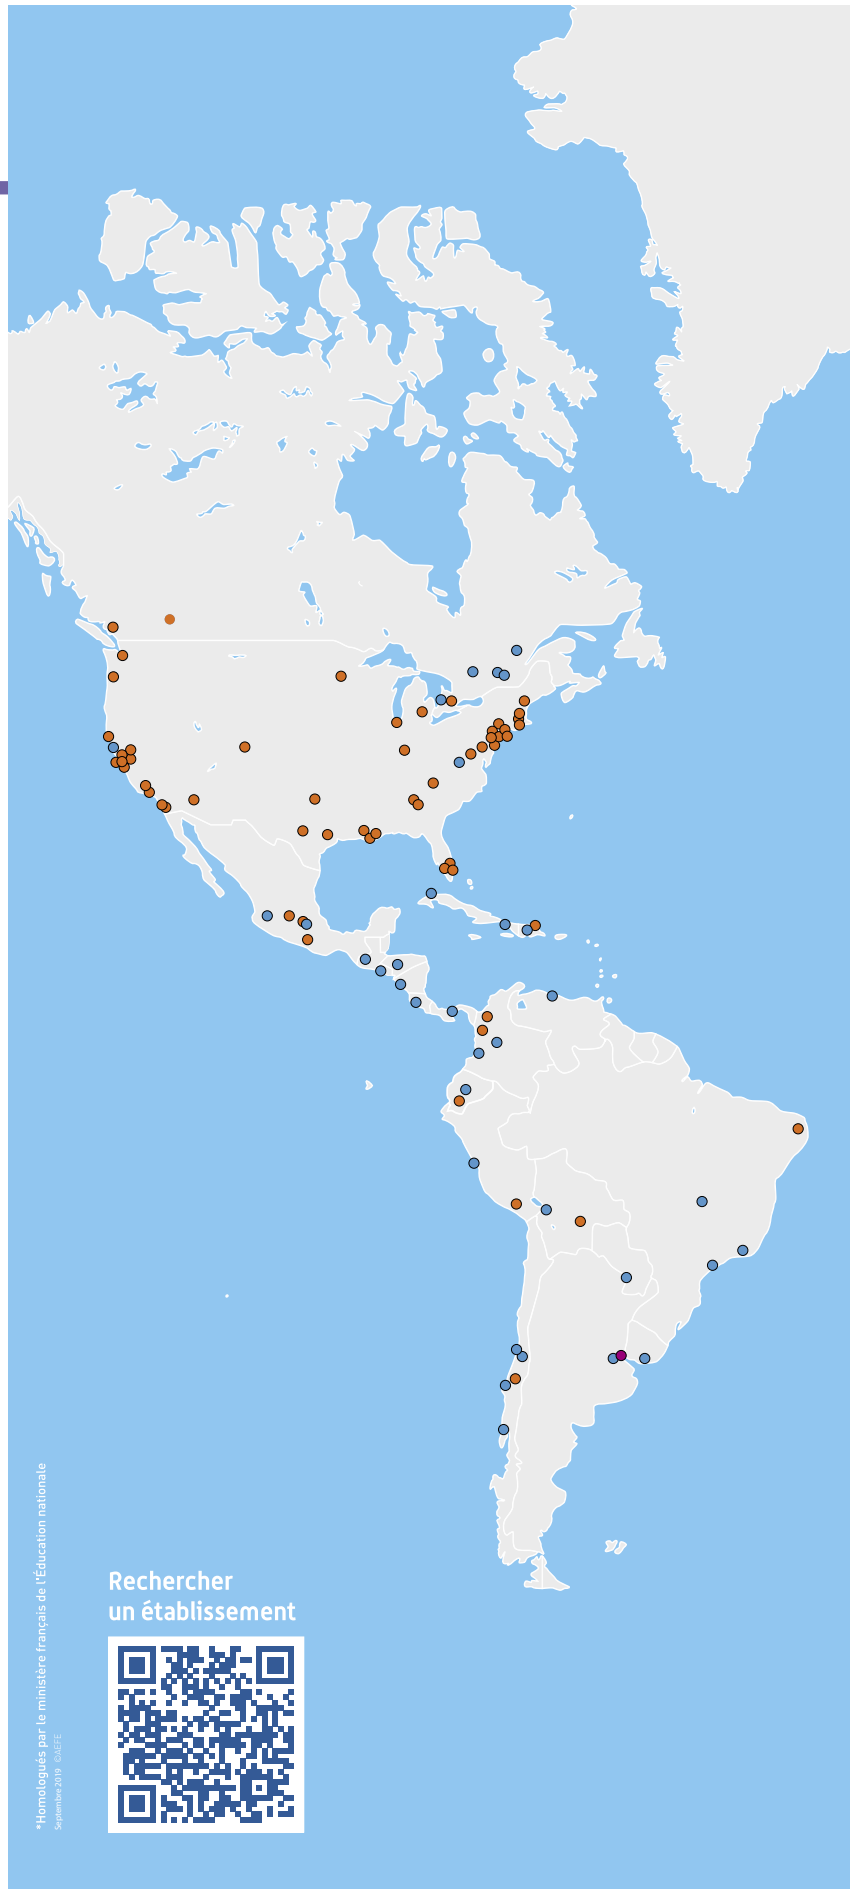 Rechercher
un établissement
*Homologués par le ministère français de l'Éducation nationale
Septembre 2019 ©AEFE